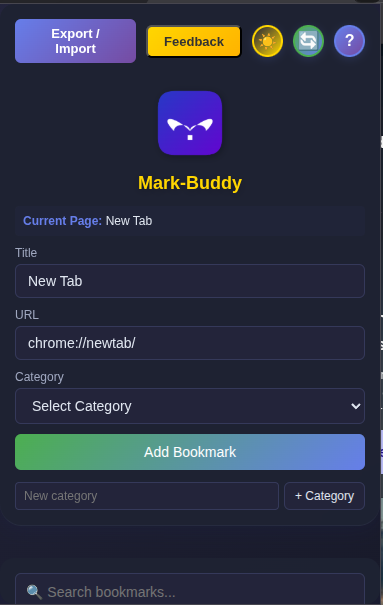 Export /
Import
Feedback
?
Mark-Buddy
Current Page: New Tab
Title
New Tab
URL
chrome://newtab/
Category
Select Category
Add Bookmark
New category
+ Category
🔍 Search bookmarks...